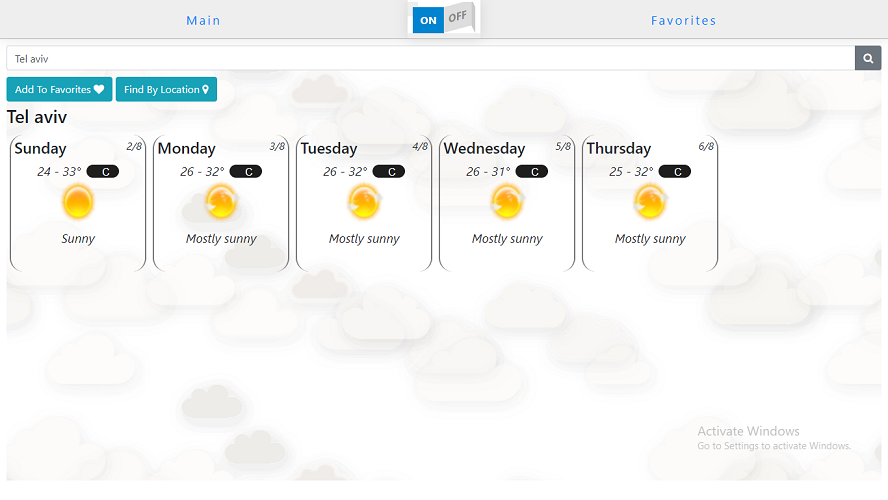 Main
ON
OFF
Favorites
Tel aviv
Add To Favorites
Find By Location
Tel aviv
Sunday 2/8
24 - 33° C
Sunny
Monday 3/8
26 - 32° C
Mostly sunny
Tuesday 4/8
26 - 32° C
Mostly sunny
Wednesday 5/8
26 - 31° C
Mostly sunny
Thursday 6/8
25 - 32° C
Mostly sunny
Activate Windows
Go to Settings to activate Windows.